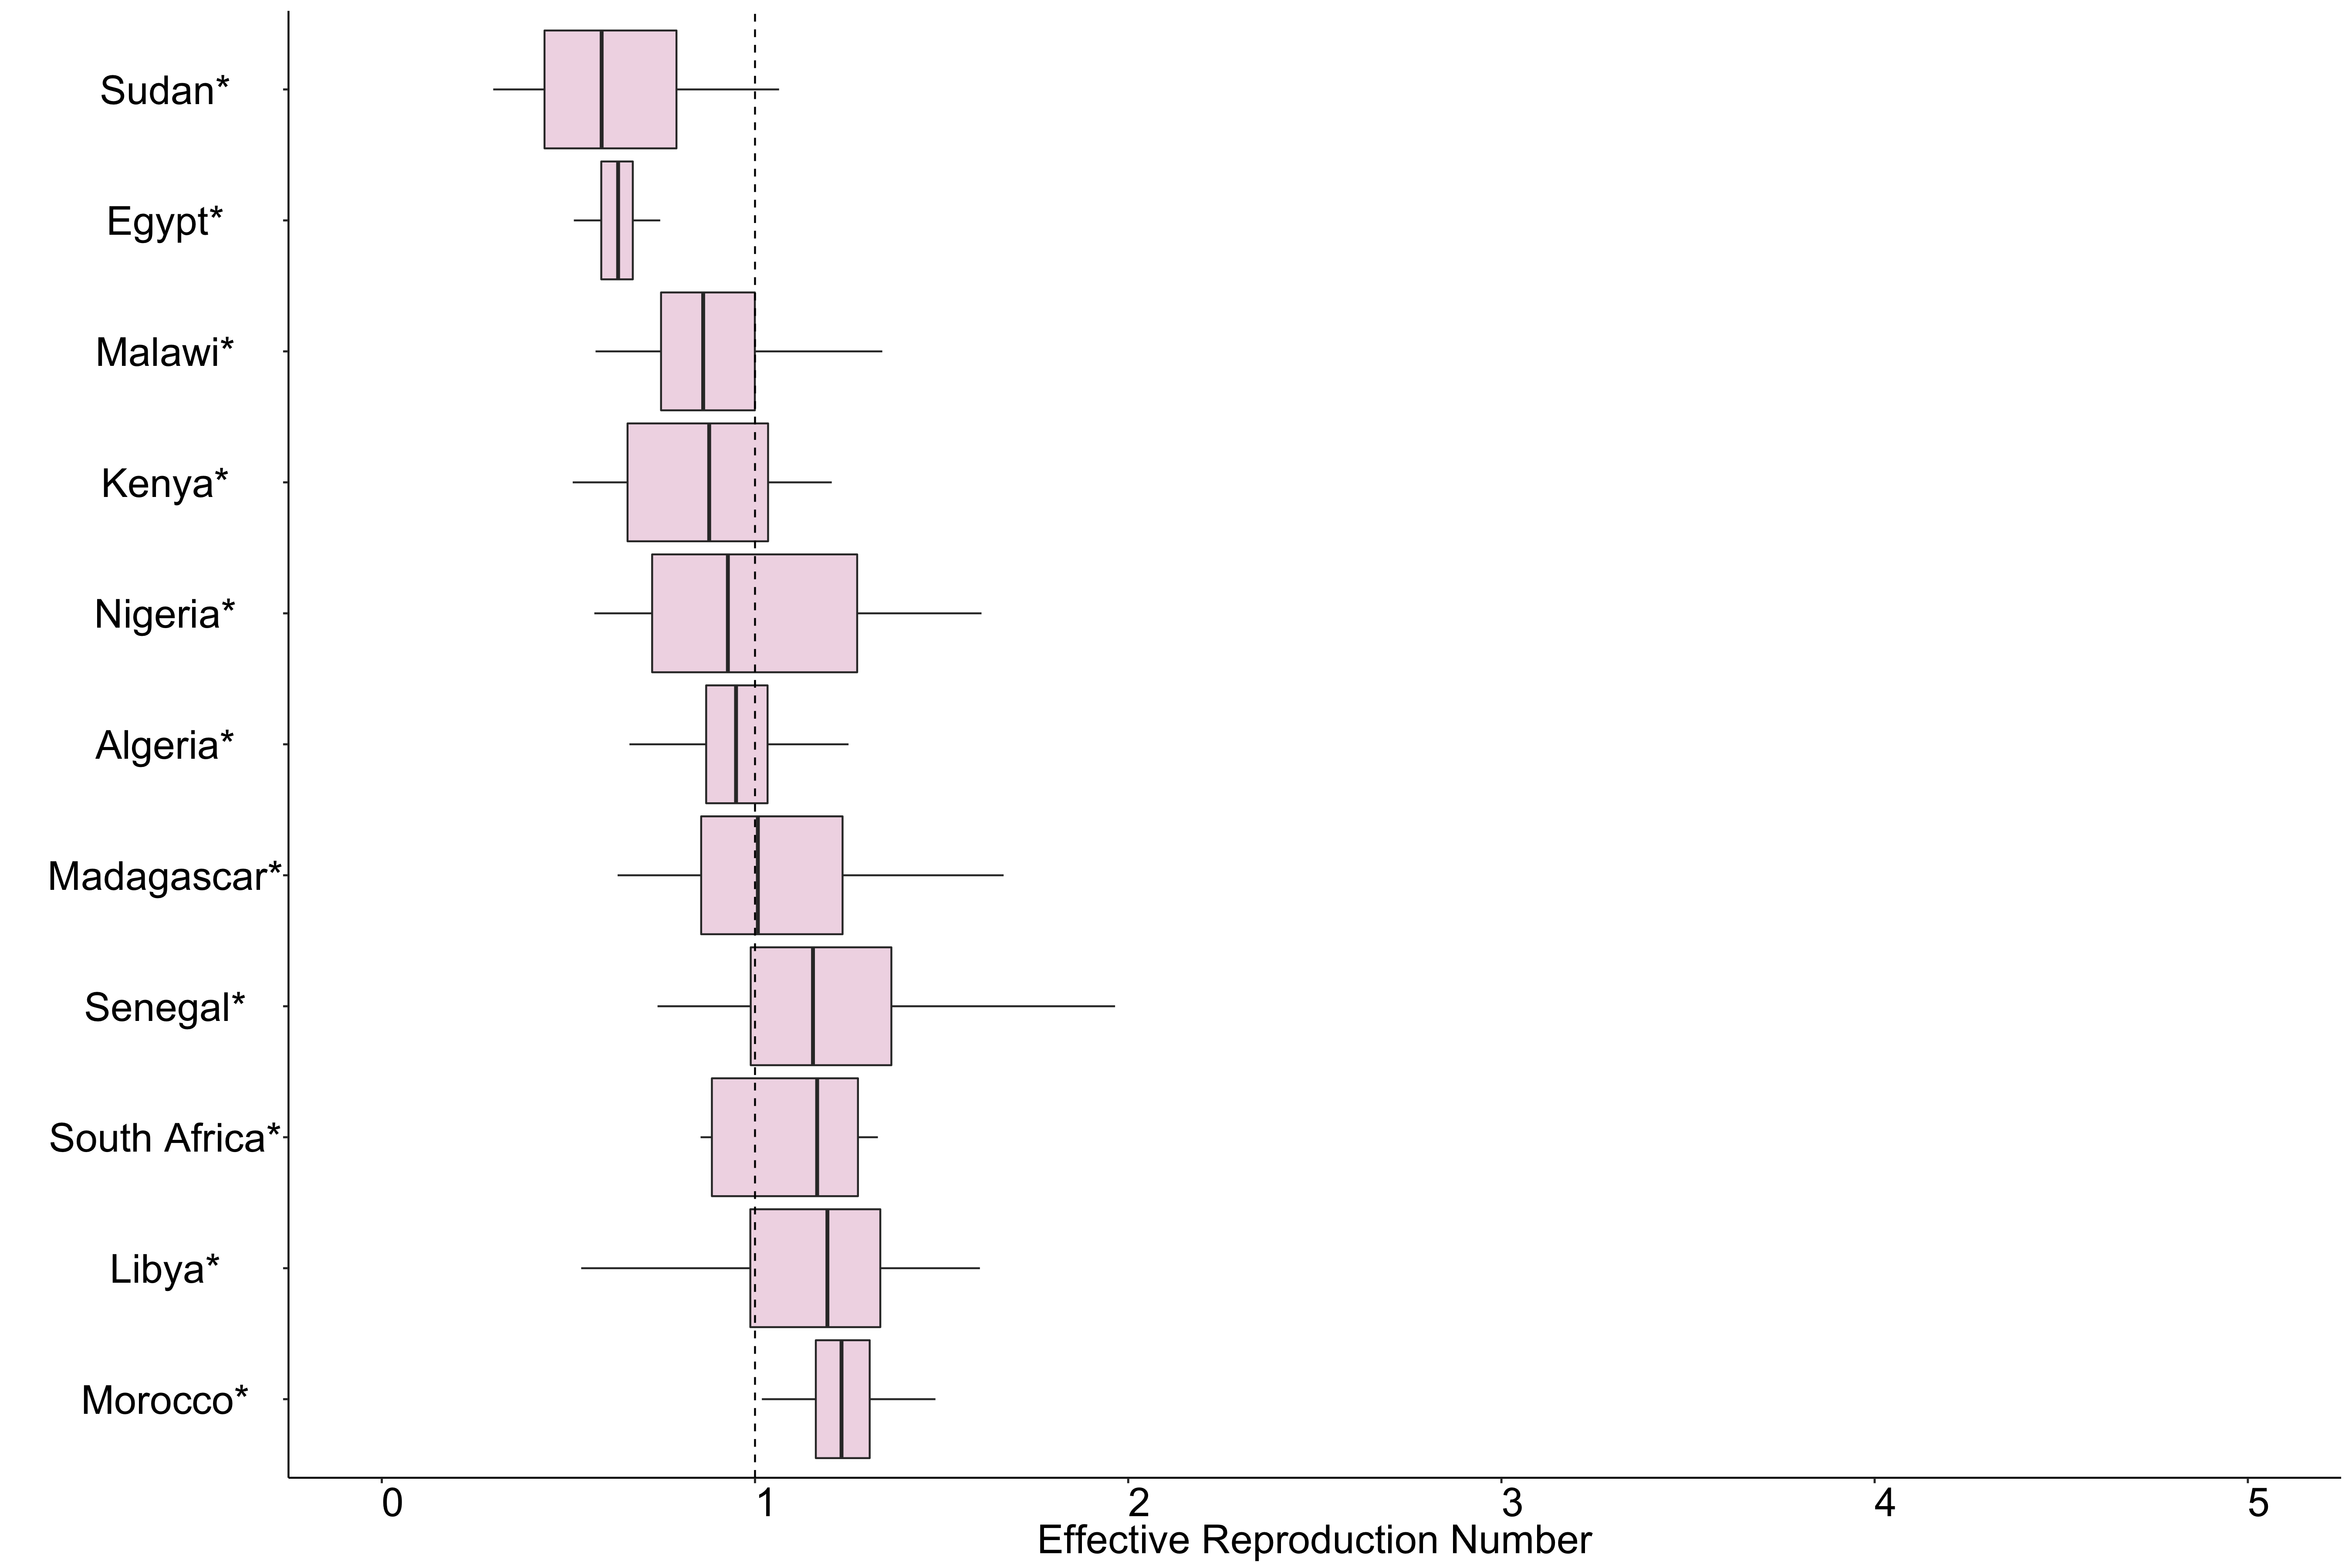 Sudan*
Egypt*
Malawi*
Kenya*
Nigeria*
Algeria*
Madagascar*
Senegal*
South Africa*
Libya*
Morocco*
0 1 2 3 4 5
Effective Reproduction Number